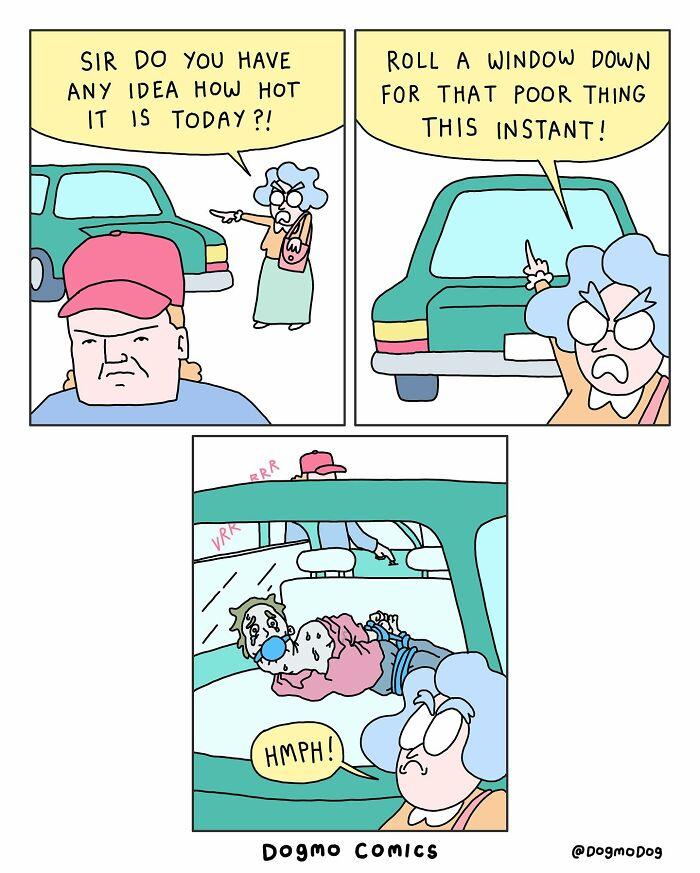 SIR DO YOU HAVE
ANY IDEA HOW HOT
IT IS TODAY?!
ROLL A WINDOW DOWN
FOR THAT POOR THING
THIS INSTANT!
RRR
VRR
HMPH!
DOgmo COmIcs
@DOgmoDog